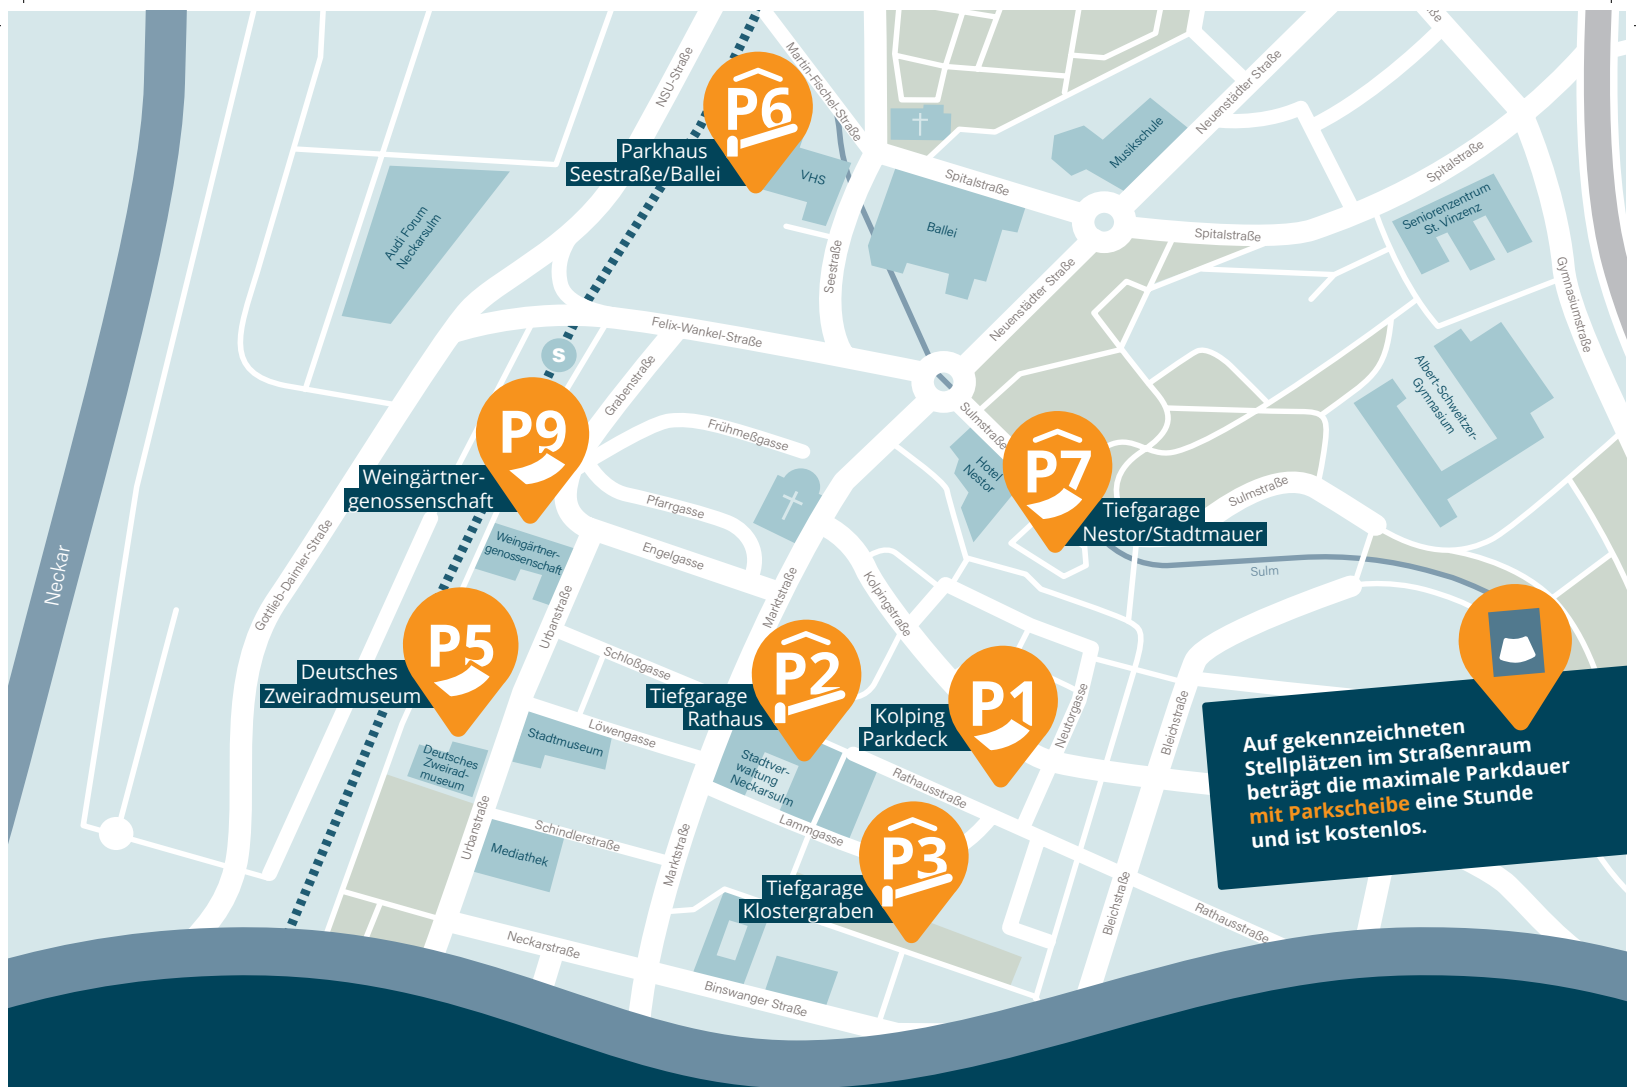 NSU-Straße
Martin-Fischel-Straße
P6
Parkhaus
Seestraße/Ballei
VHS
Musikschule
Neuenstädter Straße
Spitalstraße
Spitalstraße
Spitalstraße
Seniorenzentrum
St. Vinzenz
Audi Forum
Neckarsulm
Ballei
Seestraße
Neuenstädter Straße
Gymnasiumstraße
Felix-Wankel-Straße
S
Grabenstraße
Albert-Schweitzer-
Gymnasium
P9
Weingärtner-
genossenschaft
Frühmeßgasse
Sulmstraße
Hotel
Nestor
P7
Tiefgarage
Nestor/Stadtmauer
Sulmstraße
Pfarrgasse
Engelgasse
Weingärtner-
genossenschaft
Neckar
Gottlieb-Daimler-Straße
Urbanstraße
Marktstraße
Kolpingstraße
Sulm
P5
Deutsches
Zweiradmuseum
Schloßgasse
P2
Tiefgarage
Rathaus
P1
Kolping
Parkdeck
Neutorgasse
Bleichstraße
Löwengasse
Stadtmuseum
Deutsches
Zweirad-
museum
Stadtver-
waltung
Neckarsulm
Rathausstraße
Auf gekennzeichneten
Stellplätzen im Straßenraum
beträgt die maximale Parkdauer
mit Parkscheibe eine Stunde
und ist kostenlos.
Urbanstraße
Schindlerstraße
Mediathek
Marktstraße
Lammgasse
P3
Tiefgarage
Klostergraben
Bleichstraße
Rathausstraße
Neckarstraße
Binswanger Straße